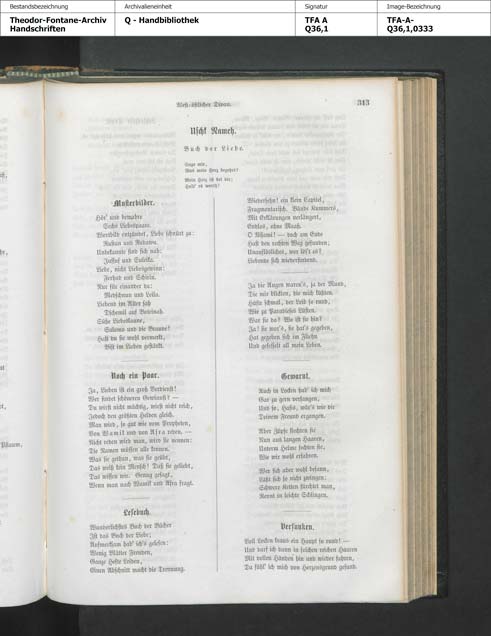 Bestandsbezeichnung
Archivalieneinheit
Signatur
Image-Bezeichnung
Theodor-Fontane-Archiv
Handschriften
Q - Handbibliothek
TFA A
Q36,1
TFA-A-
Q36,1,0333
West-östlicher Divan.
313
Uschk Nameh.
Buch der Liebe.
Sage mir,
Was mein Herz begehrt?
Mein Herz ist bei dir;
Halt' es werth!
Musterbilder.
Hör' und bewahre
Sechs Liebespaare.
Wortbild entzündet, Liebe schürt zu:
Rustan und Rodawu.
Unbekannte sind sich nah:
Jussuf und Suleika.
Liebe, nicht Liebesgewinn:
Ferhad und Schirin.
Nur für einander da:
Medschnun und Leila.
Liebend im Alter sah
Dschemil auf Boteinah.
Süße Liebeslaune,
Salomo und die Braune!
Hast du sie wohl vermerkt,
Bist im Lieben gestärkt.
Noch ein Paar.
Ja, Lieben ist ein groß Verdienst!
Wer findet schöneren Gewinnst? —
Du wirst nicht mächtig, wirst nicht reich,
Jedoch den größten Helden gleich.
Man wird, so gut wie vom Propheten,
Von Wamik und von Asra reden. —
Nicht reden wird man, wird sie nennen:
Die Namen müssen alle kennen.
Was sie gethan, was sie geübt,
Das weiß kein Mensch! Daß sie geliebt,
Das wissen wir. Genug gesagt,
Wenn man nach Wamik und Asra fragt.
Lesebuch.
Wunderlichstes Buch der Bücher
Ist das Buch der Liebe;
Aufmerksam hab' ich's gelesen:
Wenig Blätter Freuden,
Ganze Hefte Leiden,
Einen Abschnitt macht die Trennung.
Wiedersehn! ein klein Capitel,
Fragmentarisch. Bände Kummers,
Mit Erklärungen verlängert,
Endlos, ohne Maaß.
O Nisami! — doch am Ende
Hast den rechten Weg gefunden;
Unauflösliches, wer löst es?
Liebende sich wiederfindend.
Ja die Augen waren's, ja der Mund,
Die mir blickten, die mich küßten.
Hüfte schmal, der Leib so rund,
Wie zu Paradieses Lüsten.
War sie da? Wo ist sie hin?
Ja! sie war's, sie hat's gegeben,
Hat gegeben sich im Fliehn
Und gefesselt all mein Leben.
Gewarnt.
Auch in Locken hab' ich mich
Gar zu gern verfangen,
Und so, Hafis, wär's wie dir
Deinem Freund ergangen.
Aber Zöpfe flechten sie
Nun aus langen Haaren,
Unterm Helme fechten sie,
Wie wir wohl erfahren.
Wer sich aber wohl besann,
Läßt sich so nicht zwingen:
Schwere Ketten fürchtet man,
Rennt in leichte Schlingen.
Versunken.
Voll Locken kraus ein Haupt so rund! —
Und darf ich dann in solchen reichen Haaren
Mit vollen Händen hin und wieder fahren,
Da fühl' ich mich von Herzensgrund gesund.